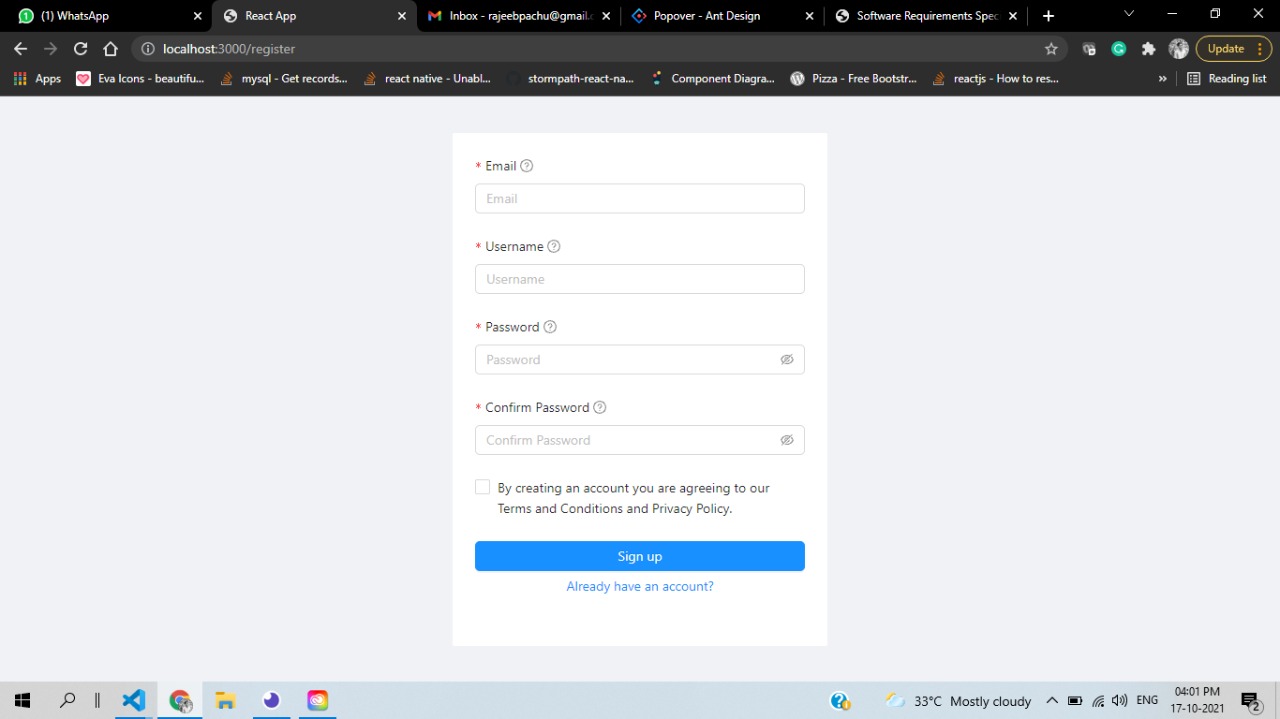 (1) WhatsApp
React App
Inbox - rajeebpachu@gmail.c
Popover - Ant Design
Software Requirements Spec
localhost:3000/register
Update
Apps
Eva Icons - beautifu...
mysql - Get records...
react native - Unabl...
stormpath-react-na...
Component Diagra...
Pizza - Free Bootstr...
reactjs - How to res...
»
Reading list
* Email
Email
* Username
Username
* Password
Password
* Confirm Password
Confirm Password
By creating an account you are agreeing to our
Terms and Conditions and Privacy Policy.
Sign up
Already have an account?
33°C Mostly cloudy
ENG
04:01 PM
17-10-2021
2